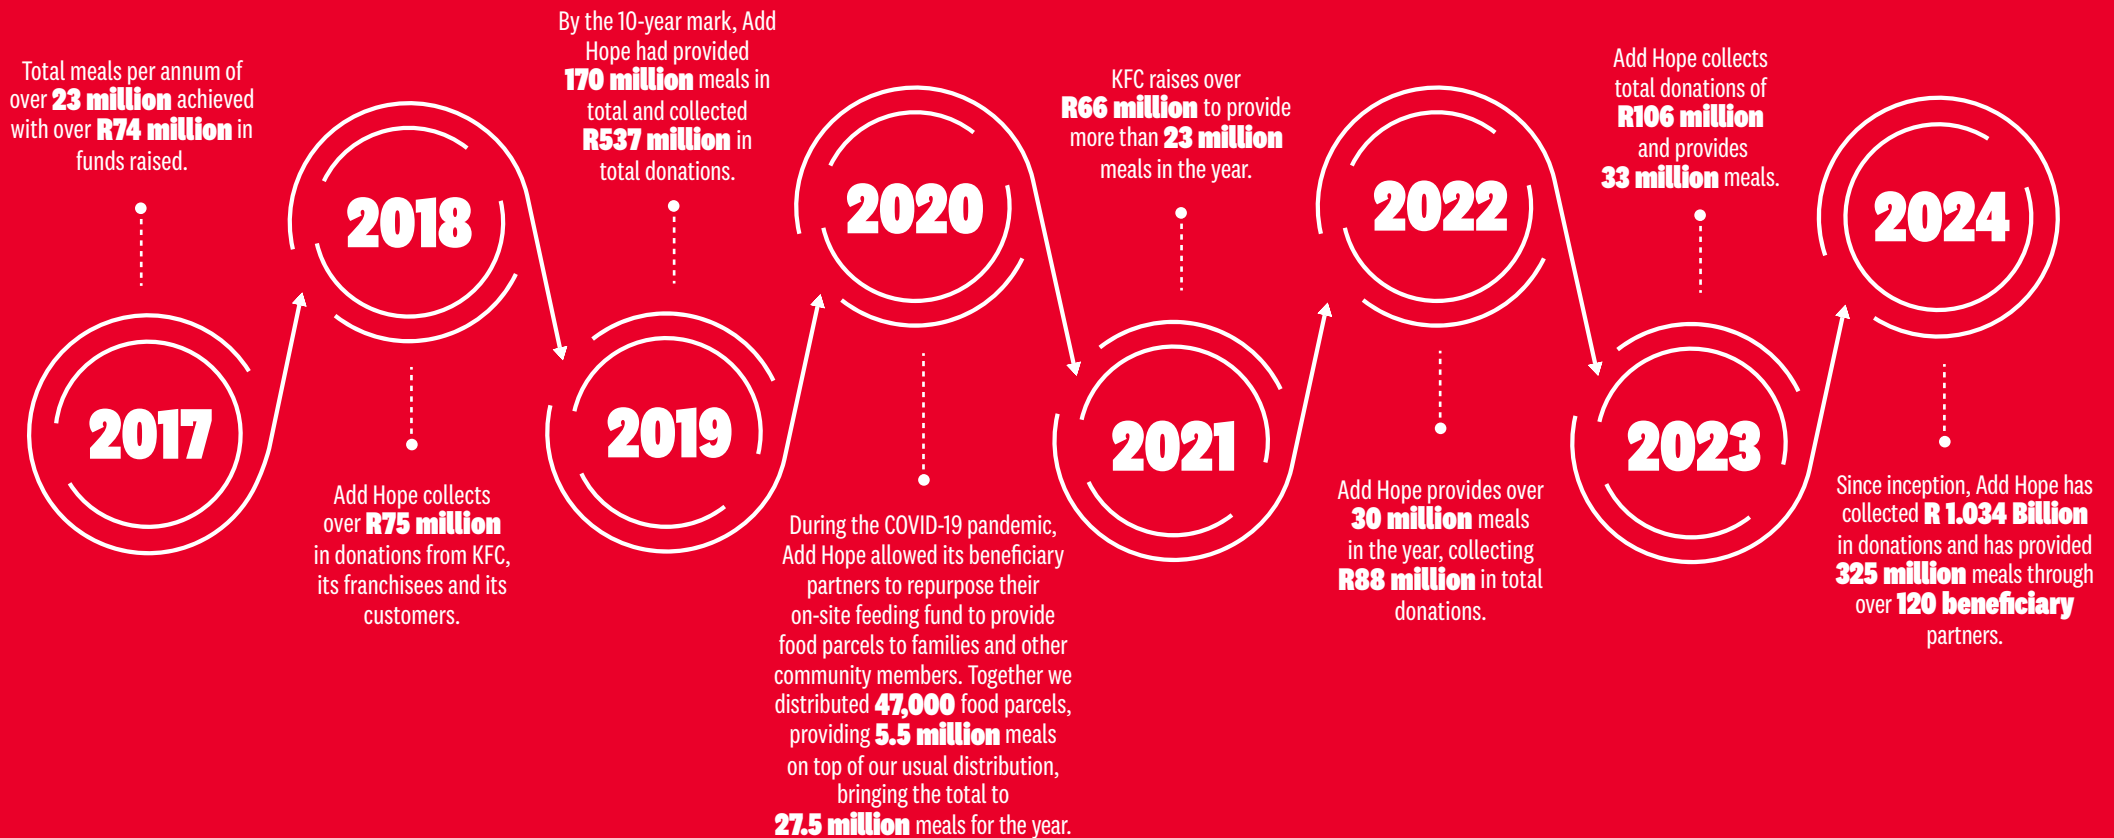 Total meals per annum of
over 23 million achieved
with over R74 million in
funds raised.
2017
2018
Add Hope collects
over R75 million
in donations from KFC,
its franchisees and its
customers.
By the 10-year mark, Add
Hope had provided
170 million meals in
total and collected
R537 million in
total donations.
2019
2020
During the COVID-19 pandemic,
Add Hope allowed its beneficiary
partners to repurpose their
on-site feeding fund to provide
food parcels to families and other
community members. Together we
distributed 47,000 food parcels,
providing 5.5 million meals
on top of our usual distribution,
bringing the total to
27.5 million meals for the year.
KFC raises over
R66 million to provide
more than 23 million
meals in the year.
2021
2022
Add Hope provides over
30 million meals
in the year, collecting
R88 million in total
donations.
Add Hope collects
total donations of
R106 million
and provides
33 million meals.
2023
2024
Since inception, Add Hope has
collected R 1.034 Billion
in donations and has provided
325 million meals through
over 120 beneficiary
partners.